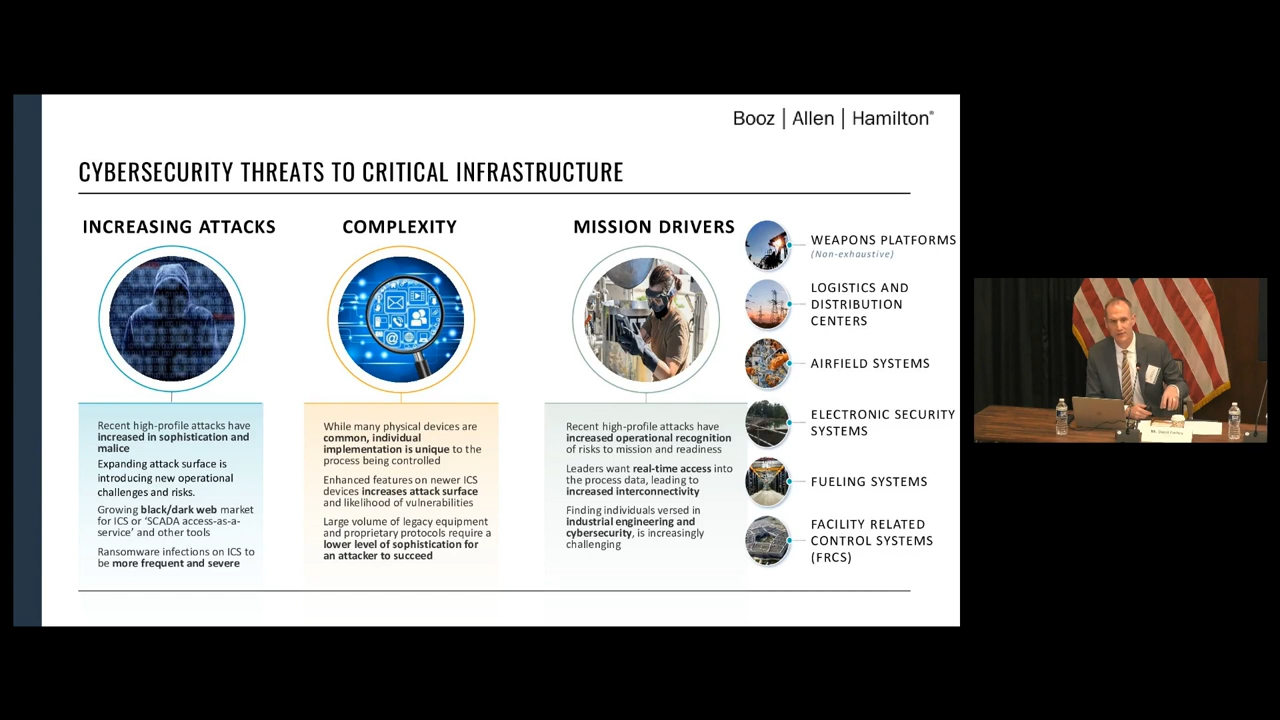 Booz | Allen | Hamilton®
CYBERSECURITY THREATS TO CRITICAL INFRASTRUCTURE
INCREASING ATTACKS
Recent high-profile attacks have
increased in sophistication and
malice
Expanding attack surface is
introducing new operational
challenges and risks.
Growing black/dark web market
for ICS or ‘SCADA access-as-a-
service’ and other tools
Ransomware infections on ICS to
be more frequent and severe
COMPLEXITY
While many physical devices are
common, individual
implementation is unique to the
process being controlled
Enhanced features on newer ICS
devices increases attack surface
and likelihood of vulnerabilities
Large volume of legacy equipment
and proprietary protocols require a
lower level of sophistication for
an attacker to succeed
MISSION DRIVERS
Recent high-profile attacks have
increased operational recognition
of risks to mission and readiness
Leaders want real-time access into
the process data, leading to
increased interconnectivity
Finding individuals versed in
industrial engineering and
cybersecurity, is increasingly
challenging
WEAPONS PLATFORMS
(Non-exhaustive)
LOGISTICS AND
DISTRIBUTION
CENTERS
AIRFIELD SYSTEMS
ELECTRONIC SECURITY
SYSTEMS
FUELING SYSTEMS
FACILITY RELATED
CONTROL SYSTEMS
(FRCS)